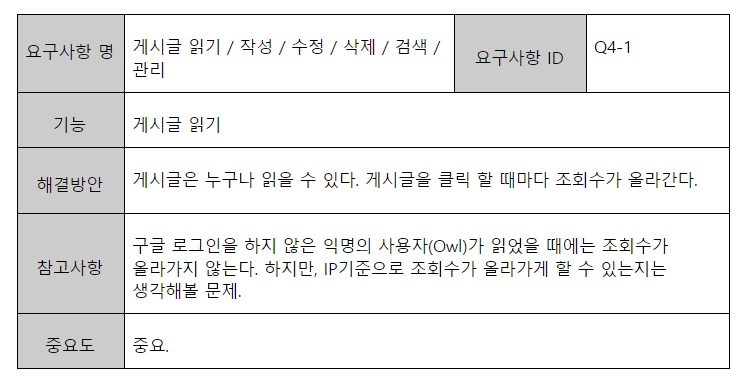 요구사항 명
게시글 읽기 / 작성 / 수정 / 삭제 / 검색 /
관리
요구사항 ID
Q4-1
기능
게시글 읽기
해결방안
게시글은 누구나 읽을 수 있다. 게시글을 클릭 할 때마다 조회수가 올라간다.
참고사항
구글 로그인을 하지 않은 익명의 사용자(Owl)가 읽었을 때에는 조회수가
올라가지 않는다. 하지만, IP기준으로 조회수가 올라가게 할 수 있는지는
생각해볼 문제.
중요도
중요.